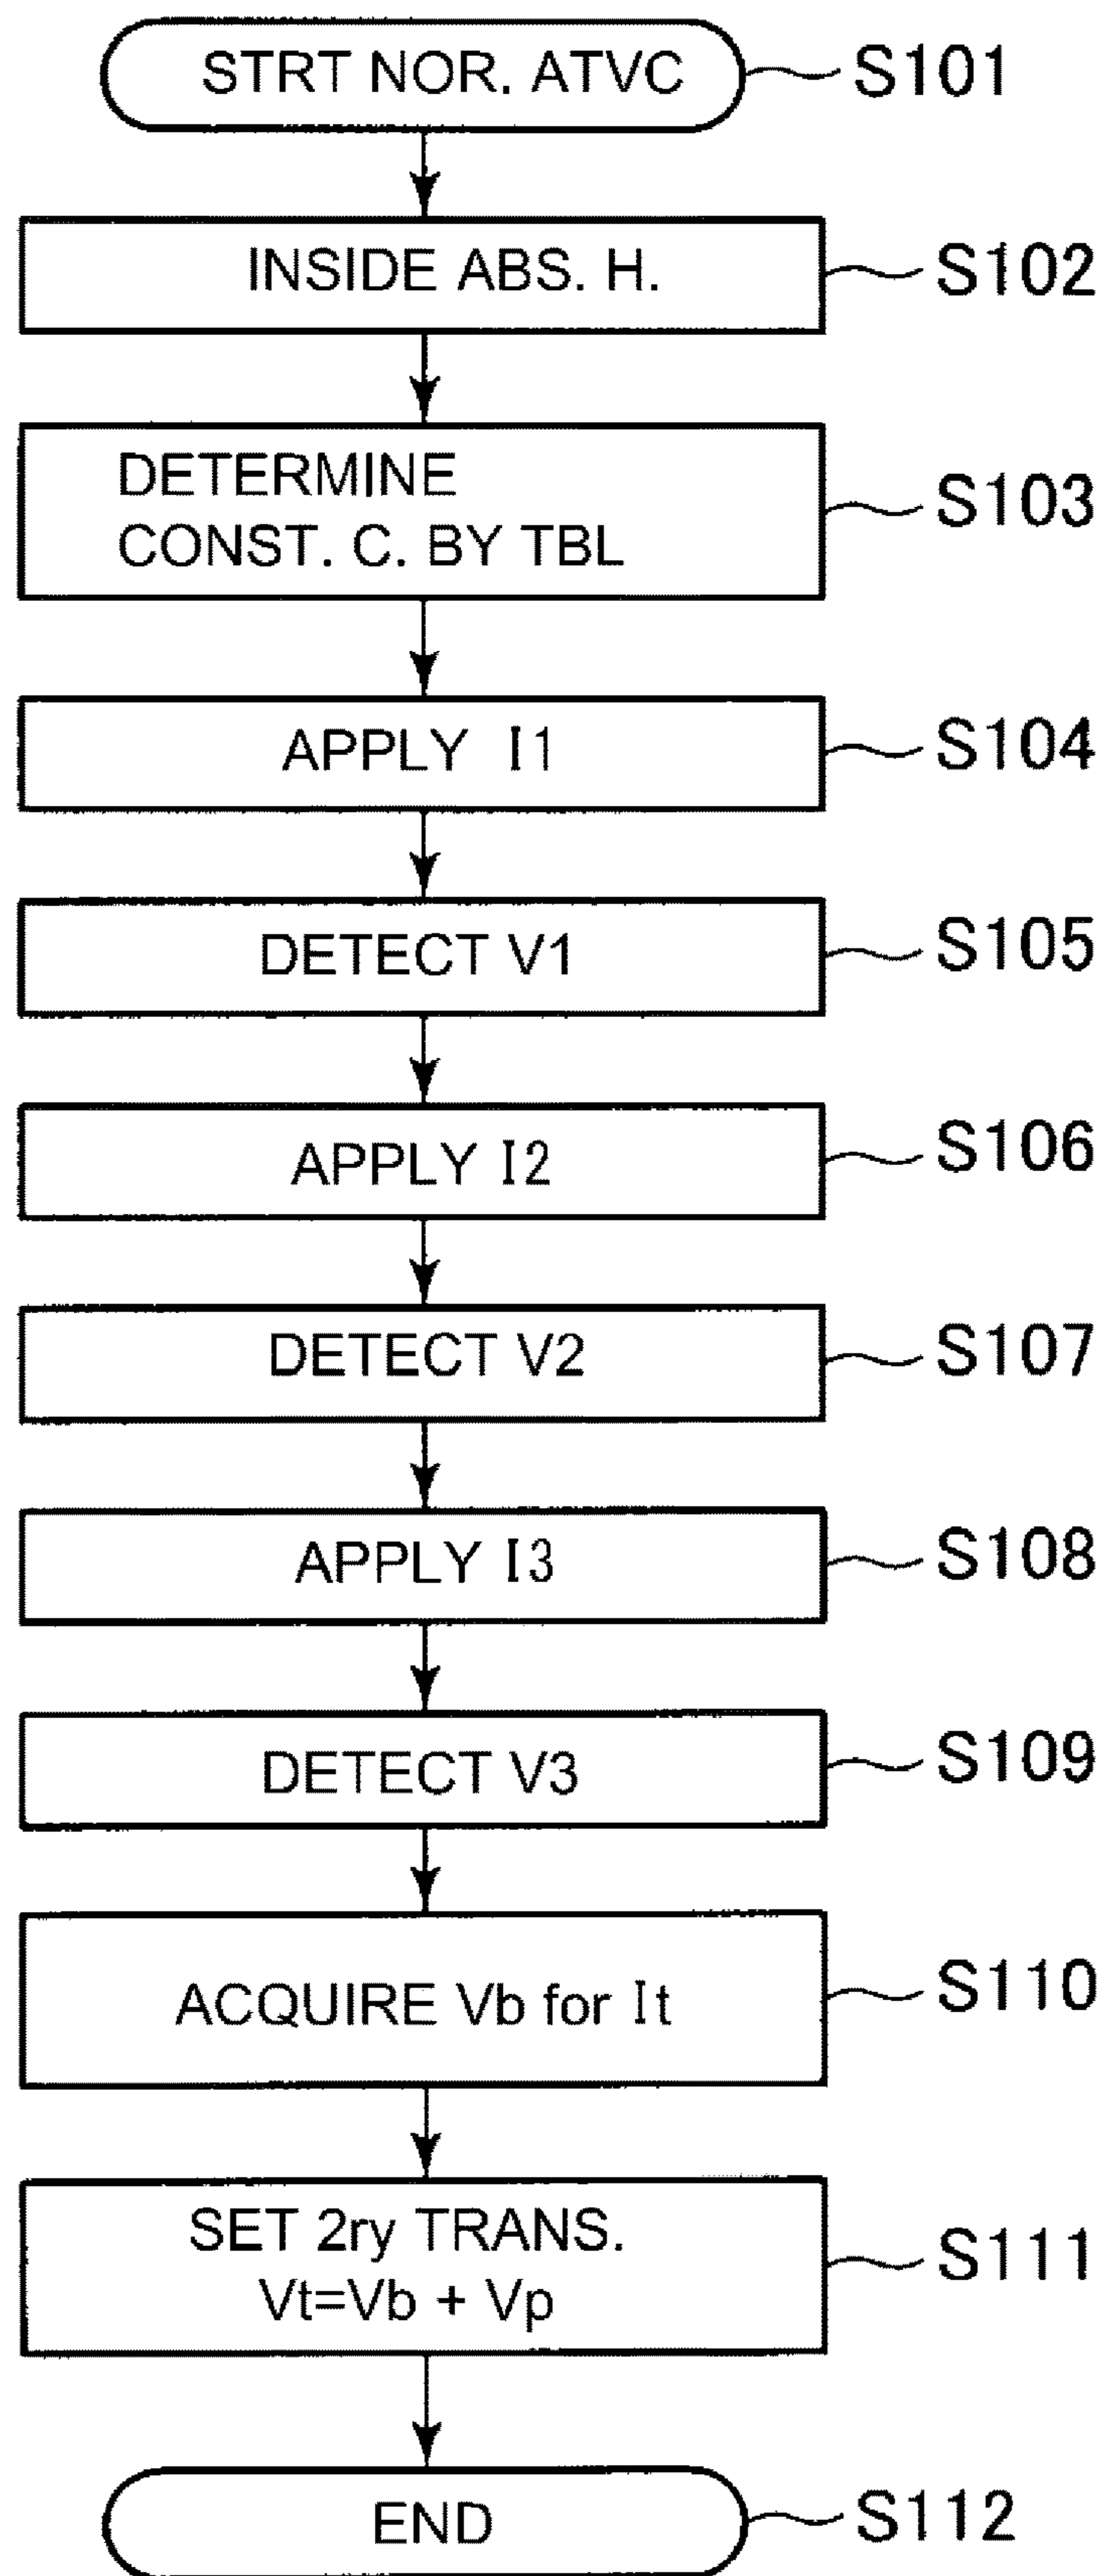 STRT NOR. ATVC S101
INSIDE ABS. H. S102
DETERMINE
CONST. C. BY TBL S103
APPLY I1 S104
DETECT V1 S105
APPLY I2 S106
DETECT V2 S107
APPLY I3 S108
DETECT V3 S109
ACQUIRE Vb for It S110
SET 2ry TRANS.
Vt=Vb + Vp S111
END S112